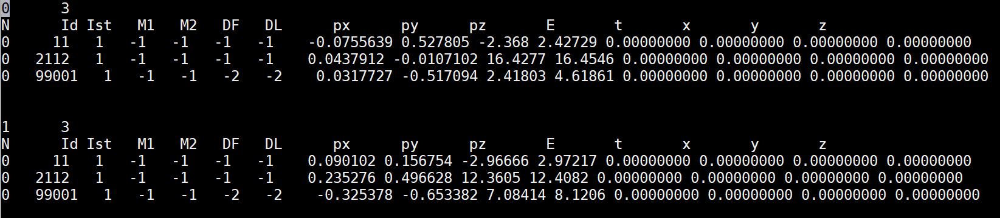 0      3
N      Id Ist   M1   M2   DF   DL      px      py      pz       E       t       x       y       z
0     11   1   -1   -1   -1   -1    -0.0755639 0.527805 -2.368 2.42729 0.00000000 0.00000000 0.00000000 0.00000000
0   2112   1   -1   -1   -1   -1    0.0437912 -0.0107102 16.4277 16.4546 0.00000000 0.00000000 0.00000000 0.00000000
0   99001   1   -1   -1   -2   -2    0.0317727 -0.517094 2.41803 4.61861 0.00000000 0.00000000 0.00000000 0.00000000
1      3
N      Id Ist   M1   M2   DF   DL      px      py      pz       E       t       x       y       z
0     11   1   -1   -1   -1   -1    0.090102 0.156754 -2.96666 2.97217 0.00000000 0.00000000 0.00000000 0.00000000
0   2112   1   -1   -1   -1   -1    0.235276 0.496628 12.3605 12.4082 0.00000000 0.00000000 0.00000000 0.00000000
0   99001   1   -1   -1   -2   -2    -0.325378 -0.653382 7.08414 8.1206 0.00000000 0.00000000 0.00000000 0.00000000